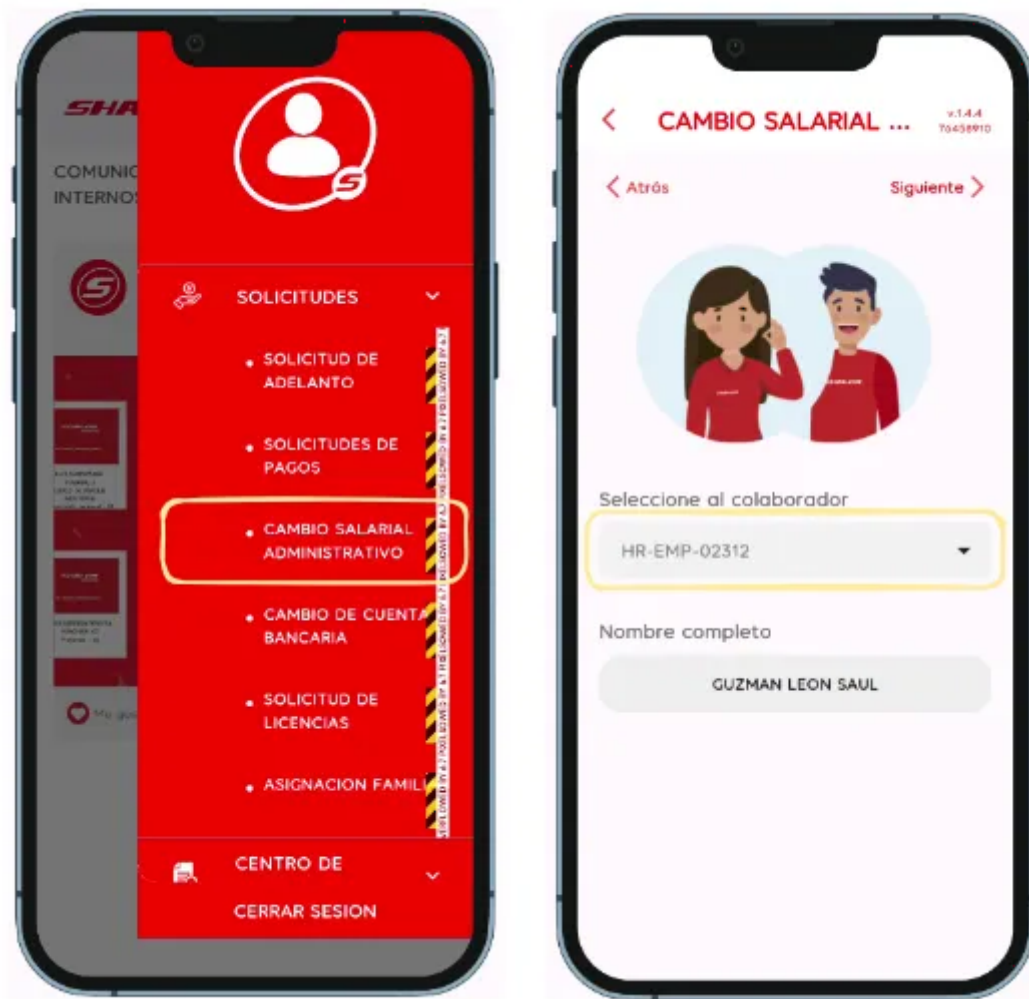 SHA
COMUNIC
INTERNOS
SOLICITUDES
SOLICITUD DE
ADELANTO
SOLICITUDES DE
PAGOS
CAMBIO SALARIAL
ADMINISTRATIVO
CAMBIO DE CUENTA
BANCARIA
SOLICITUD DE
LICENCIAS
ASIGNACION FAMILI
CENTRO DE
CERRAR SESION
CAMBIO SALARIAL ...
v.1.4.4
76458910
Atrás
Siguiente
Seleccione al colaborador
HR-EMP-02312
Nombre completo
GUZMAN LEON SAUL